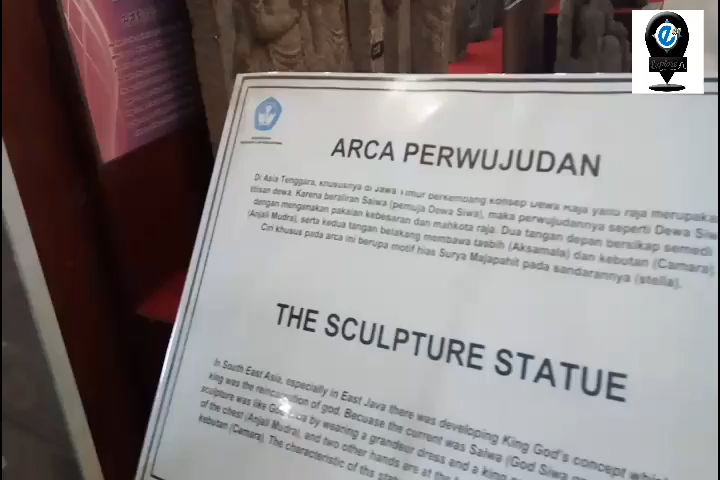 ARCA PERWUJUDAN
Di Asia Tenggara, khususnya di Jawa Timur berkembang konsep Dewa Raja yaitu raja merupaka
titisan dewa. Karena beraliran Saiwa (pemuja Dewa Siwa), maka perwujudannya seperti Dewa Siw
dengan mengenakan pakaian kebesaran dan mahkota raja. Dua tangan depan bersikap semedi
(Anjali Mudra), serta kedua tangan belakang membawa tasbih (Aksamala) dan kebutan (Camara)
Ciri khusus pada arca ini berupa motif hias Surya Majapahit pada sandarannya (stella).
THE SCULPTURE STATUE
In South East Asia, especially in East Java there was developing King God's concept whi
king was the reincarnation of god. Becuase the current was Saiwa (God Siwa
sculpture was like God by wearing a grandeur dress and a king
of the chest (Anjali Mudra), and two other hands are at the
kebutan (Camara). The characteristic of ths